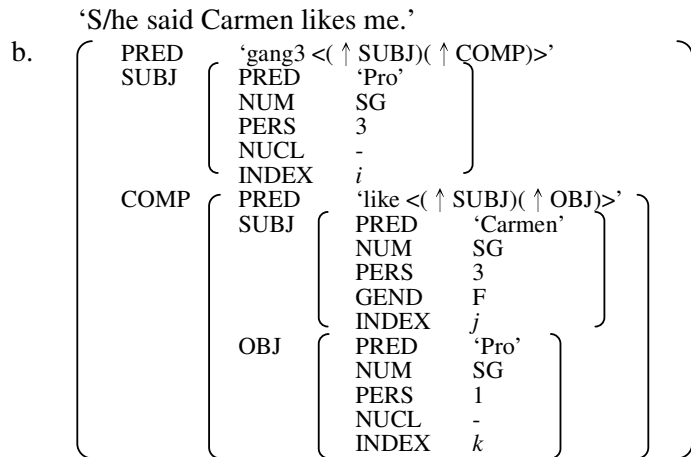 ‘S/he said Carmen likes me.’
b. PRED ‘gang3 <( ↑ SUBJ)( ↑ COMP)>’
SUBJ PRED ‘Pro’
NUM SG
PERS 3
NUCL -
INDEX i
COMP PRED ‘like <( ↑ SUBJ)( ↑ OBJ)>’
SUBJ PRED ‘Carmen’
NUM SG
PERS 3
GEND F
INDEX j
OBJ PRED ‘Pro’
NUM SG
PERS 1
NUCL -
INDEX k